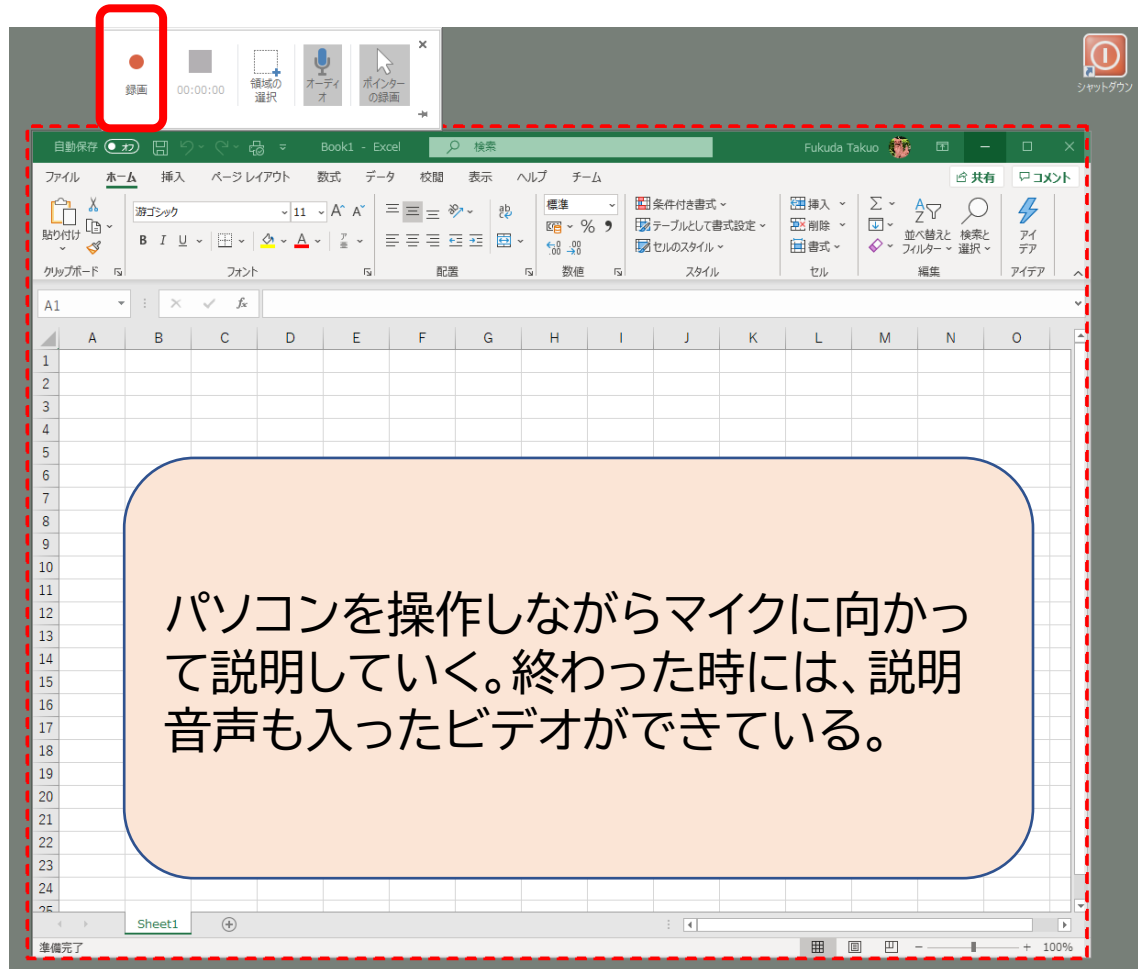 録画
00:00:00
領域の
選択
オーディ
オ
ポインター
の録画
シャットダウン
自動保存 オフ Book1 - Excel 検索 Fukuda Takuo
ファイル ホーム 挿入 ページ レイアウト 数式 データ 校閲 表示 ヘルプ チーム 共有 コメント
貼り付け
游ゴシック 11 A^ Aˇ
B I U A ア亜
ab
標準
% 9
.00
条件付き書式
テーブルとして書式設定
セルのスタイル
挿入
削除
書式
Σ
並べ替えと
フィルター
検索と
選択
アイ
デア
クリップボード フォント 配置 数値 スタイル セル 編集 アイデア
A1 fx
A B C D E F G H I J K L M N O
1
2
3
4
5
6
7
8
9
10
11
12
13
14
15
16
17
18
19
20
21
22
23
24
25
パソコンを操作しながらマイクに向かっ
て説明していく。終わった時には、説明
音声も入ったビデオができている。
Sheet1
準備完了 100%